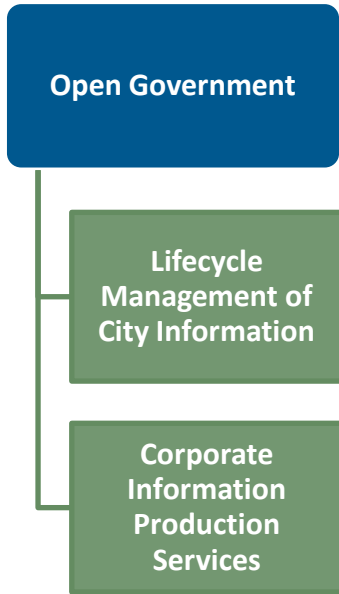 Open Government
Lifecycle
Management of
City Information
Corporate
Information
Production
Services